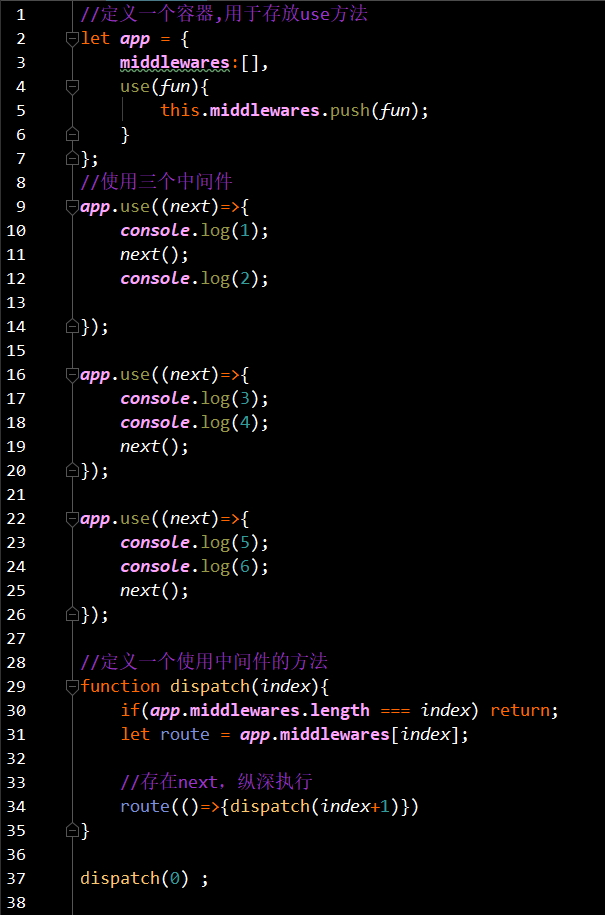 1 //定义一个容器,用于存放use方法
2 let app = {
3     middlewares:[],
4     use(fun){
5         this.middlewares.push(fun);
6     }
7 };
8 //使用三个中间件
9 app.use((next)=>{
10     console.log(1);
11     next();
12     console.log(2);
13
14 });
15
16 app.use((next)=>{
17     console.log(3);
18     console.log(4);
19     next();
20 });
21
22 app.use((next)=>{
23     console.log(5);
24     console.log(6);
25     next();
26 });
27
28 //定义一个使用中间件的方法
29 function dispatch(index){
30     if(app.middlewares.length === index) return;
31     let route = app.middlewares[index];
32
33     //存在next，纵深执行
34     route(()=>{dispatch(index+1)})
35 }
36
37 dispatch(0) ;
38